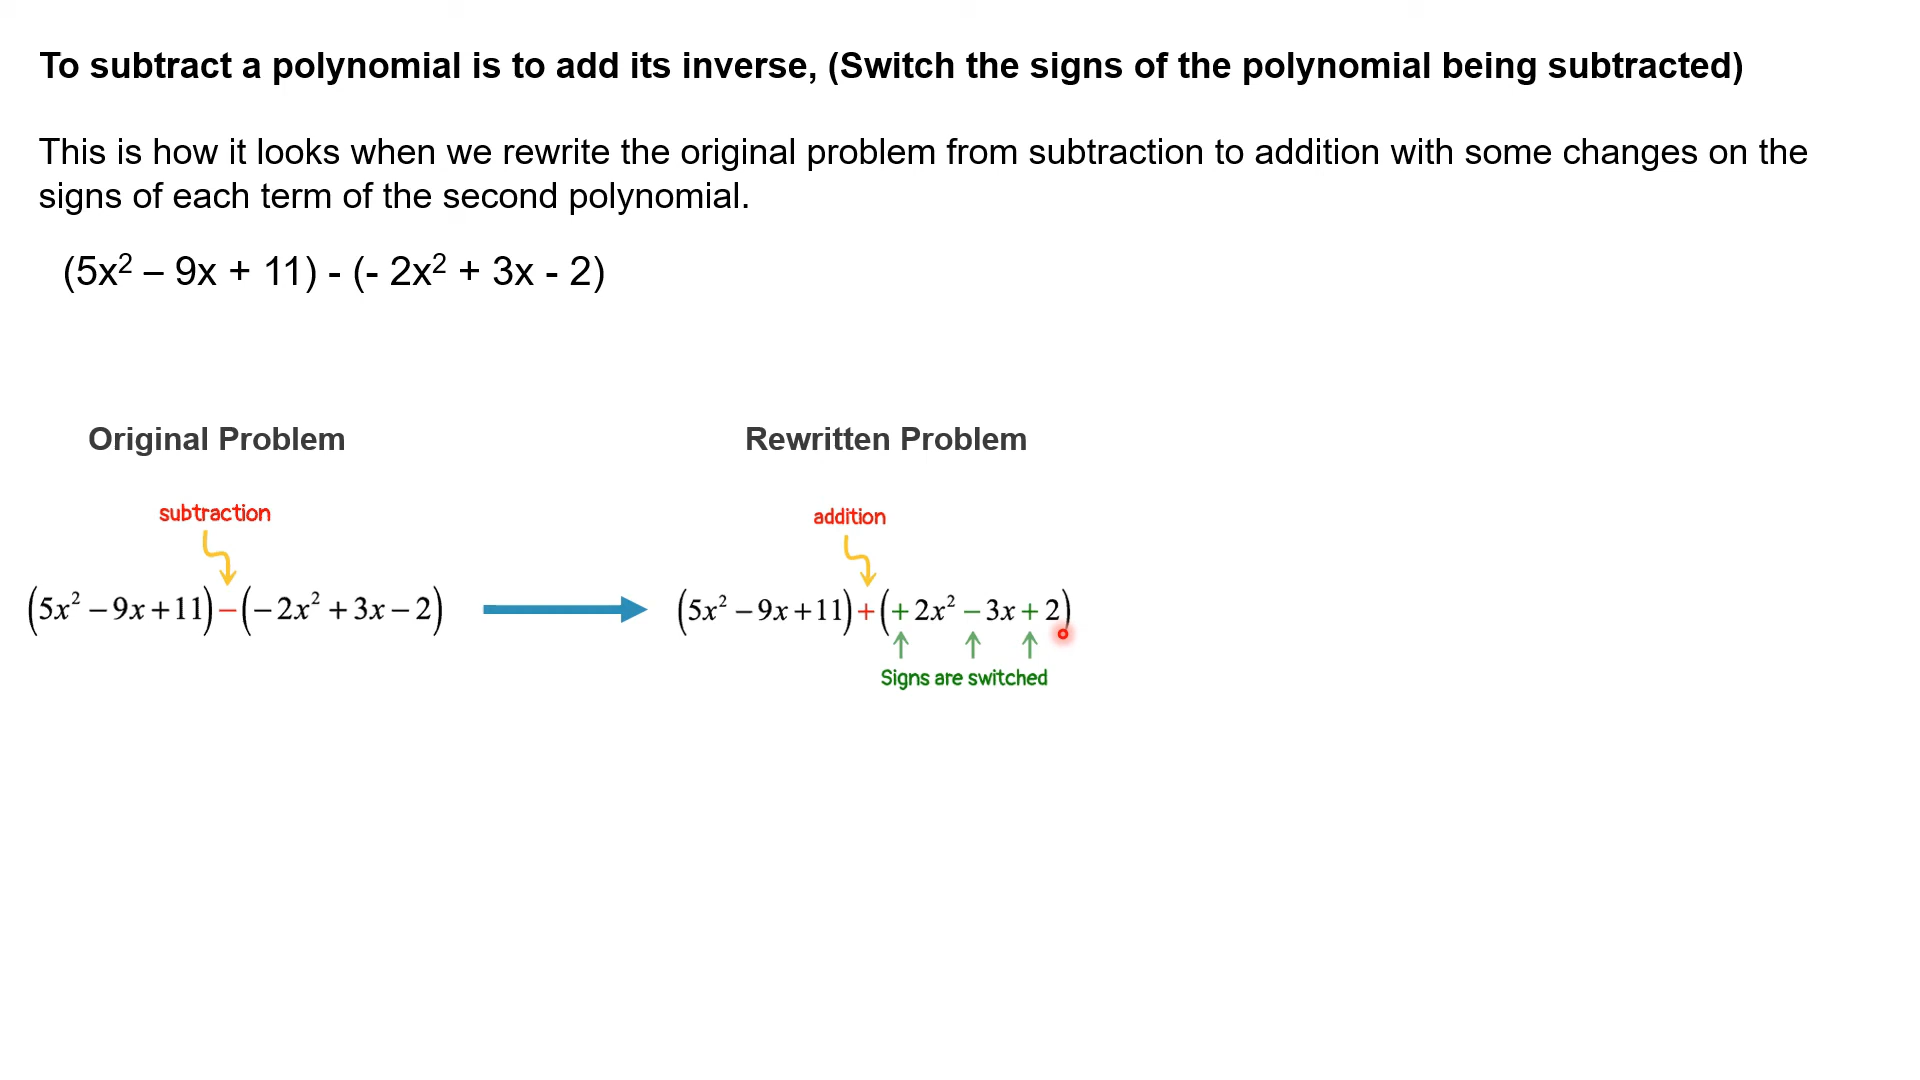 To subtract a polynomial is to add its inverse, (Switch the signs of the polynomial being subtracted)
This is how it looks when we rewrite the original problem from subtraction to addition with some changes on the
signs of each term of the second polynomial.
(5x² – 9x + 11) - (- 2x² + 3x - 2)
Original Problem
Rewritten Problem
subtraction
addition
(5x² − 9x + 11) − (− 2x² + 3x − 2)
(5x² − 9x + 11) + (+ 2x² − 3x + 2)
Signs are switched